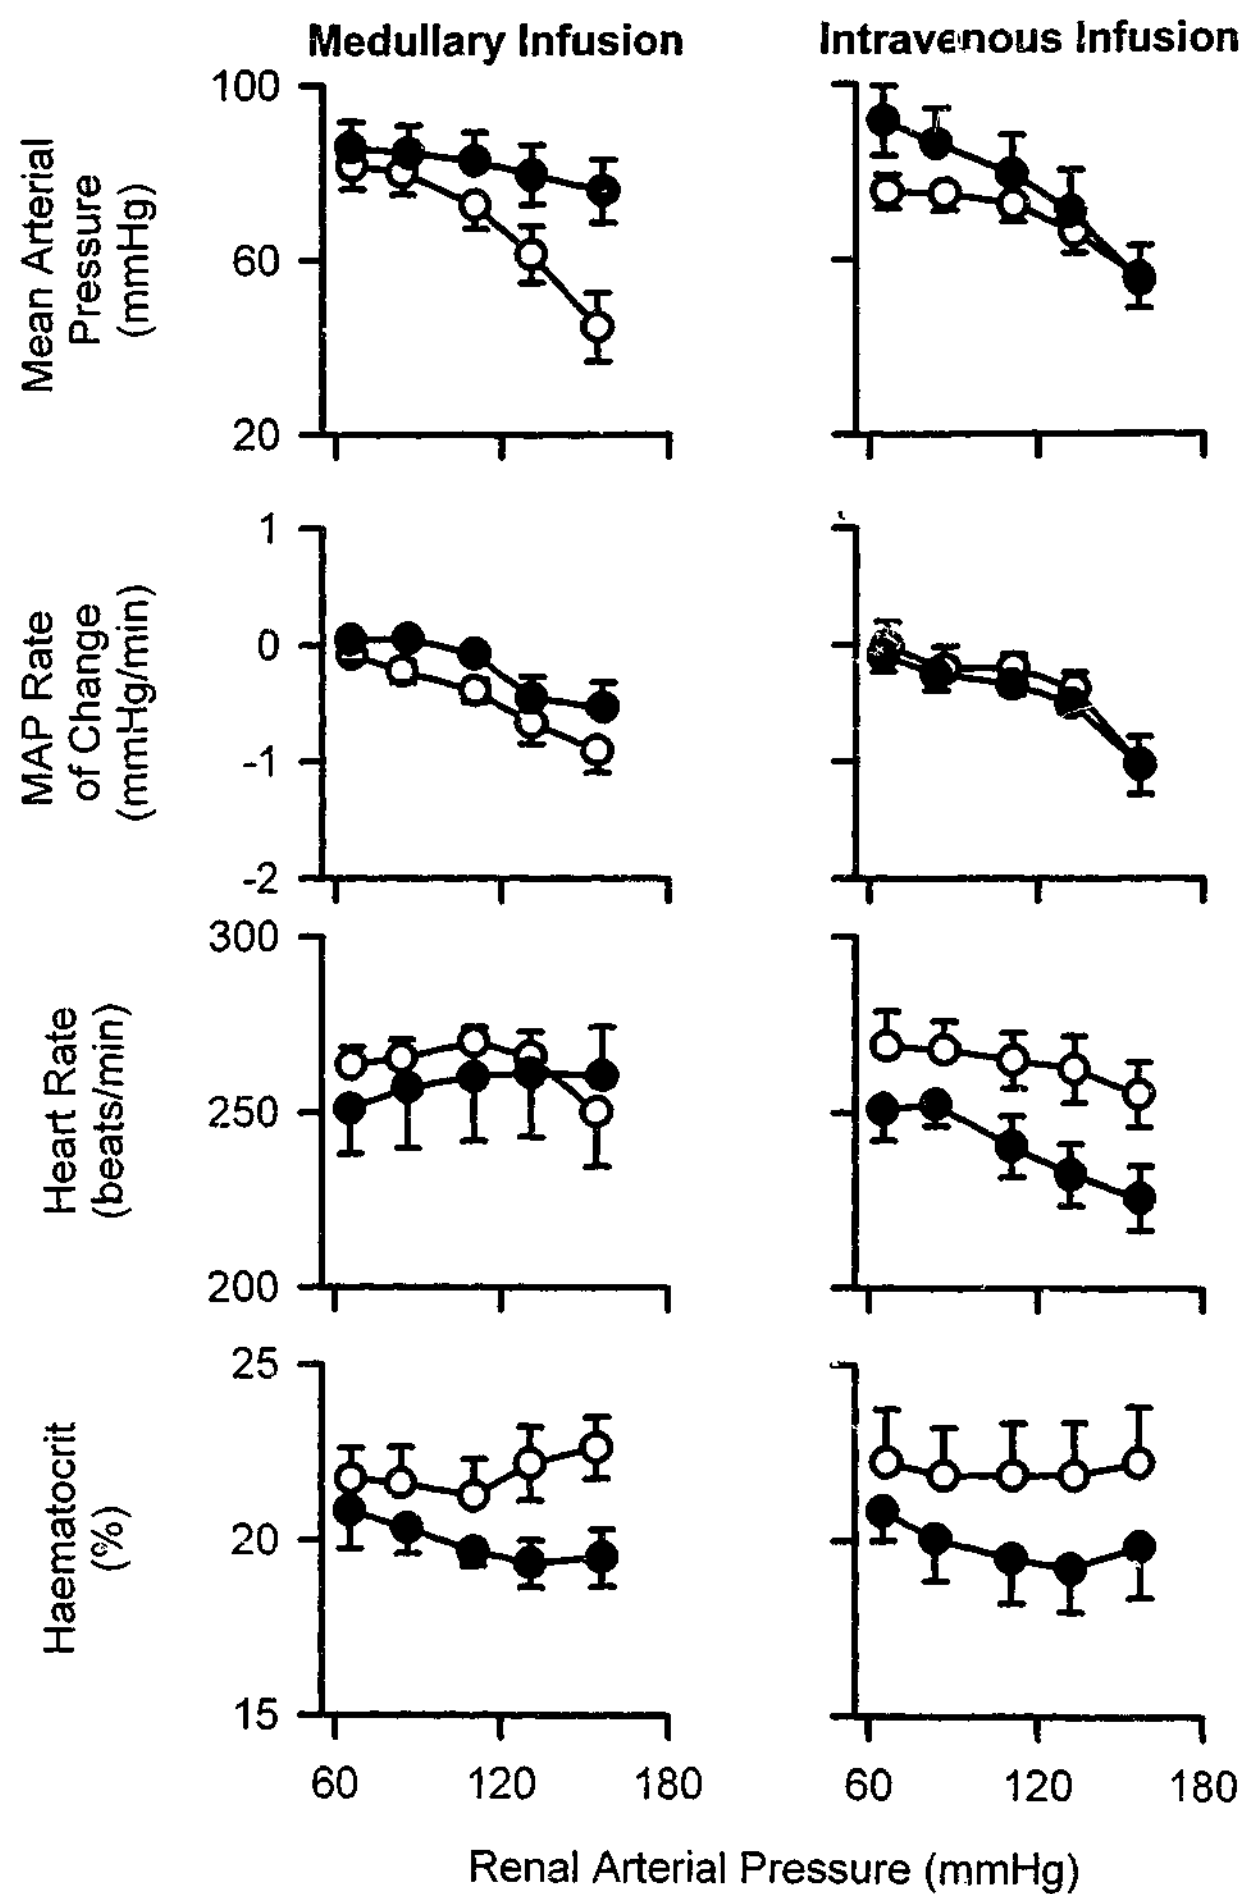 Medullary Infusion
Intravenous Infusion
Mean Arterial
Pressure
(mmHg)
100
60
20
MAP Rate
of Change
(mmHg/min)
1
0
-1
-2
Heart Rate
(beats/min)
300
250
200
Haematocrit
(%)
25
20
15
60 120 180
60 120 180
Renal Arterial Pressure (mmHg)